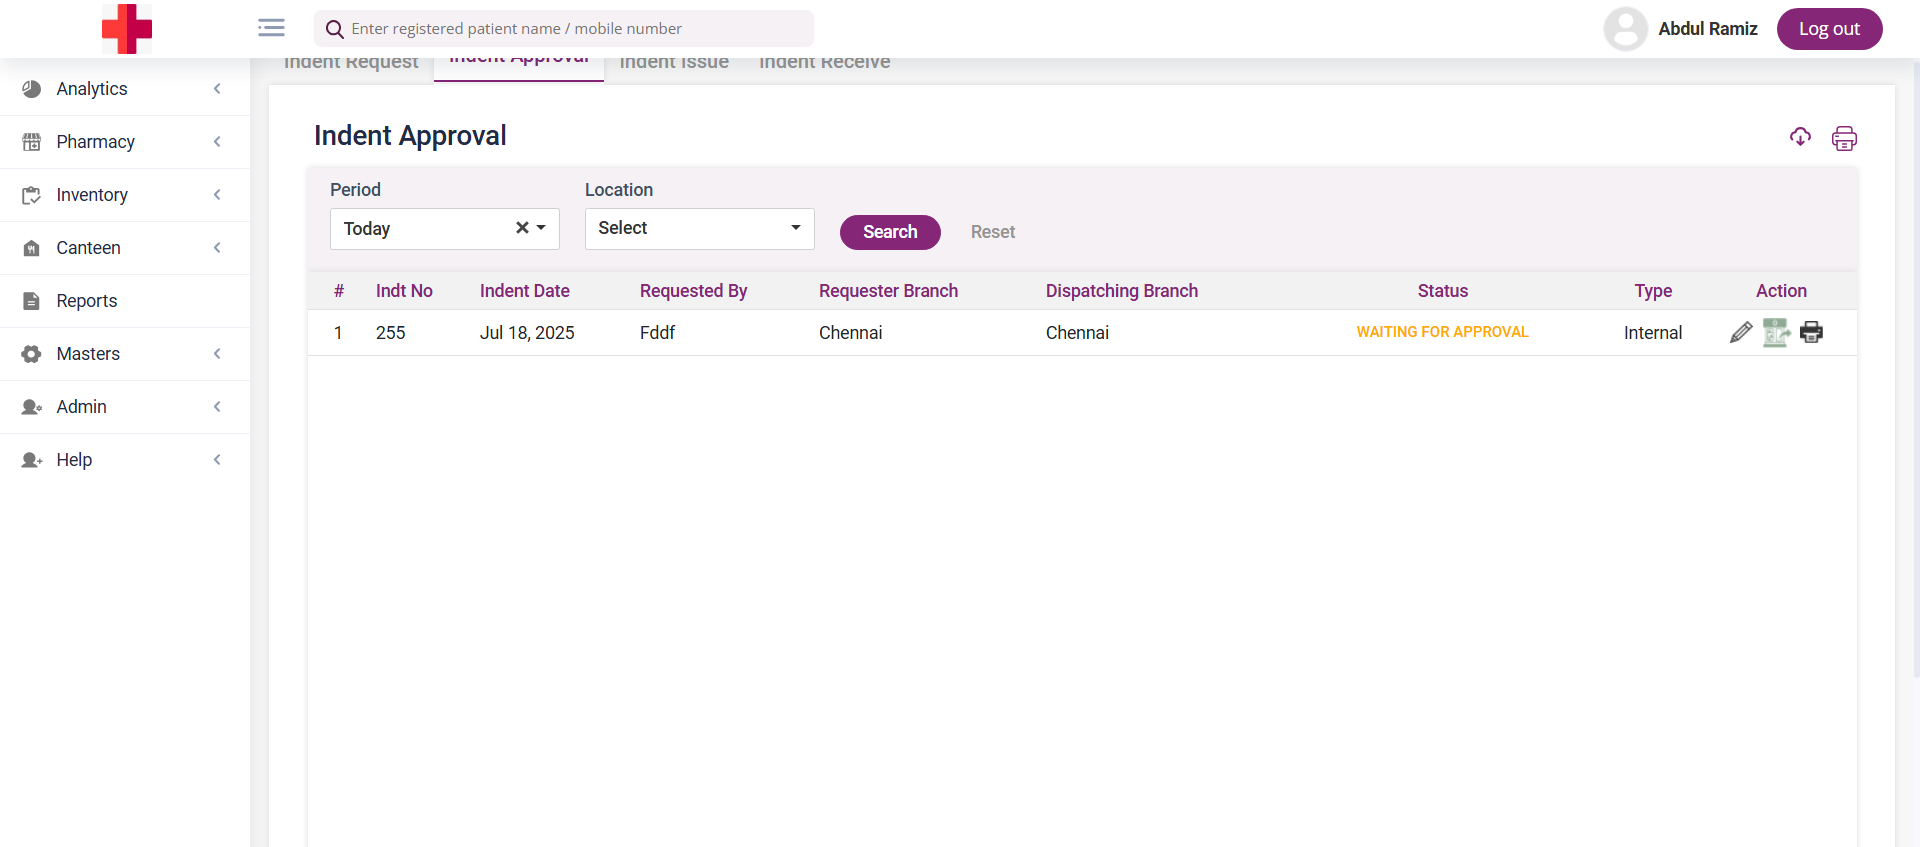 Enter registered patient name / mobile number
Abdul Ramiz
Log out
Indent Request
Indent Approval
Indent Issue
Indent Receive
Analytics
Pharmacy
Inventory
Canteen
Reports
Masters
Admin
Help
Indent Approval
Period
Location
Today
Select
Search
Reset
# Indt No Indent Date Requested By Requester Branch Dispatching Branch Status Type Action
1 255 Jul 18, 2025 Fddf Chennai Chennai WAITING FOR APPROVAL Internal